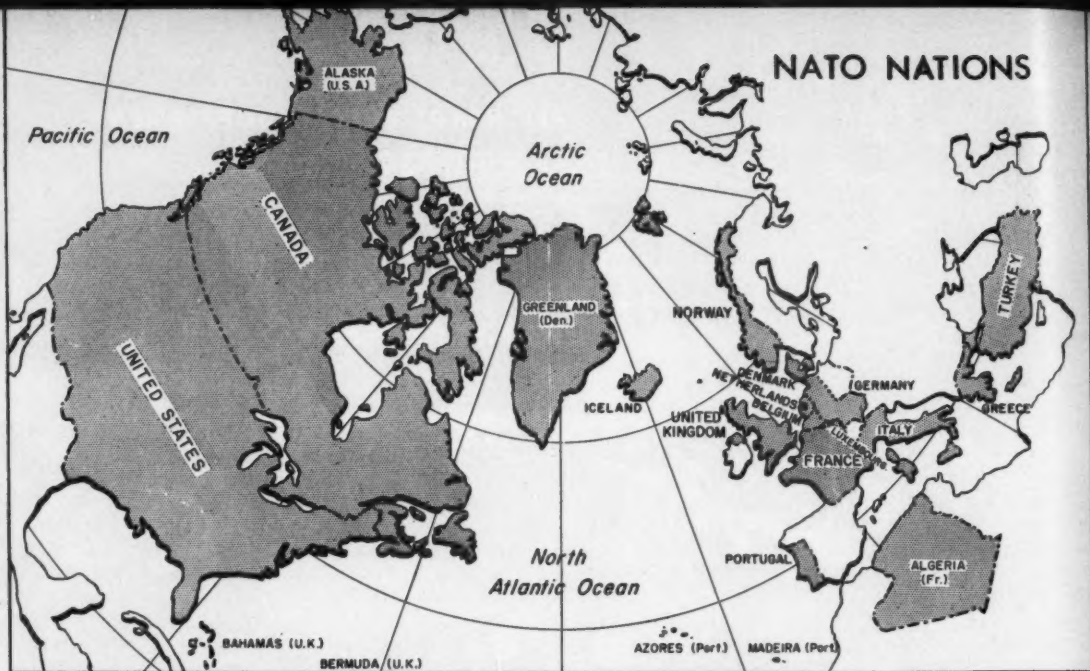 NATO NATIONS
ALASKA
(U.S.A)
Pacific Ocean
Arctic
Ocean
CANADA
UNITED STATES
GREENLAND
(Den.)
ICELAND
NORWAY
DENMARK
NETHERLANDS
BELGIUM
UNITED
KINGDOM
GERMANY
LUXEMBOURG
FRANCE
ITALY
GREECE
TURKEY
PORTUGAL
ALGERIA
(Fr.)
North
Atlantic Ocean
BAHAMAS (U.K.)
BERMUDA (U.K.)
AZORES (Port.)
MADEIRA (Port)